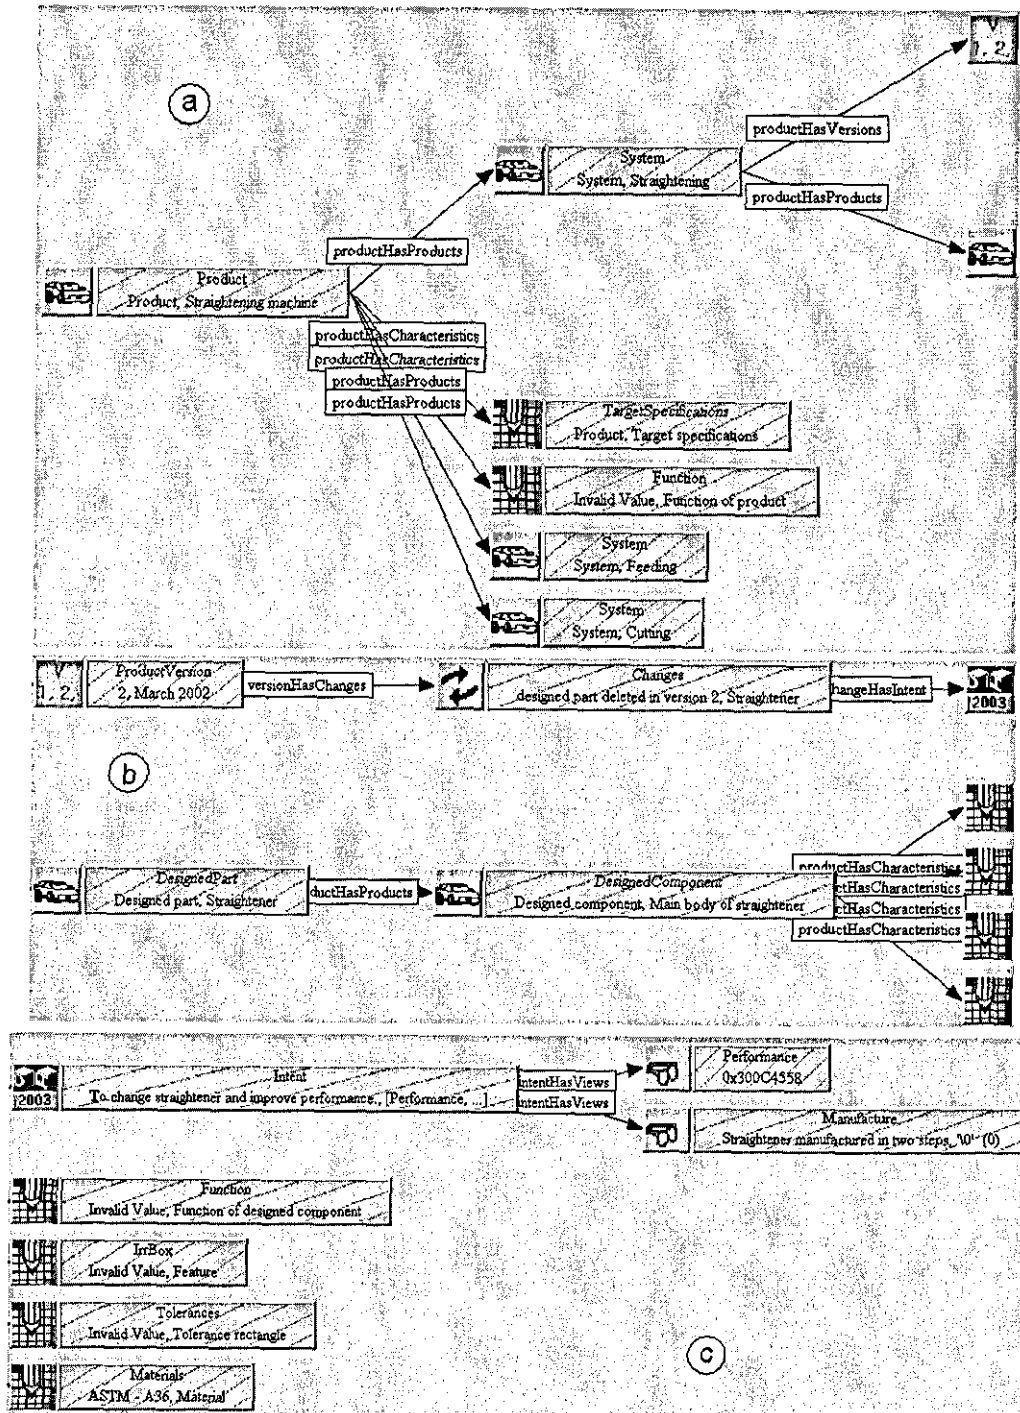 V
1, 2,
a
productHasVersions
System
System, Straightening
productHasProducts
productHasProducts
Product
Product, Straightening machine
productHasCharacteristics
productHasCharacteristics
productHasProducts
productHasProducts
TargetSpecifications
Product, Target specifications
Function
Invalid Value, Function of product
System
System, Feeding
System
System, Cutting
V
1, 2,
ProductVersion
2, March 2002
versionHasChanges
Changes
designed part deleted in version 2, Straightener
hangeHasIntent
2003
b
DesignedPart
Designed part, Straightener
ductHasProducts
DesignedComponent
Designed component, Main body of straightener
productHasCharacteristics
ctHasCharacteristics
ctHasCharacteristics
productHasCharacteristics
2003
Intent
To change straightener and improve performance., [Performance, ...]
intentHasViews
intentHasViews
Performance
0x300C4558
Manufacture
Straightener manufactured in two steps, '\0' (0)
Function
Invalid Value, Function of designed component
IrrBox
Invalid Value, Feature
Tolerances
Invalid Value, Tolerance rectangle
Materials
ASTM - A36, Material
c